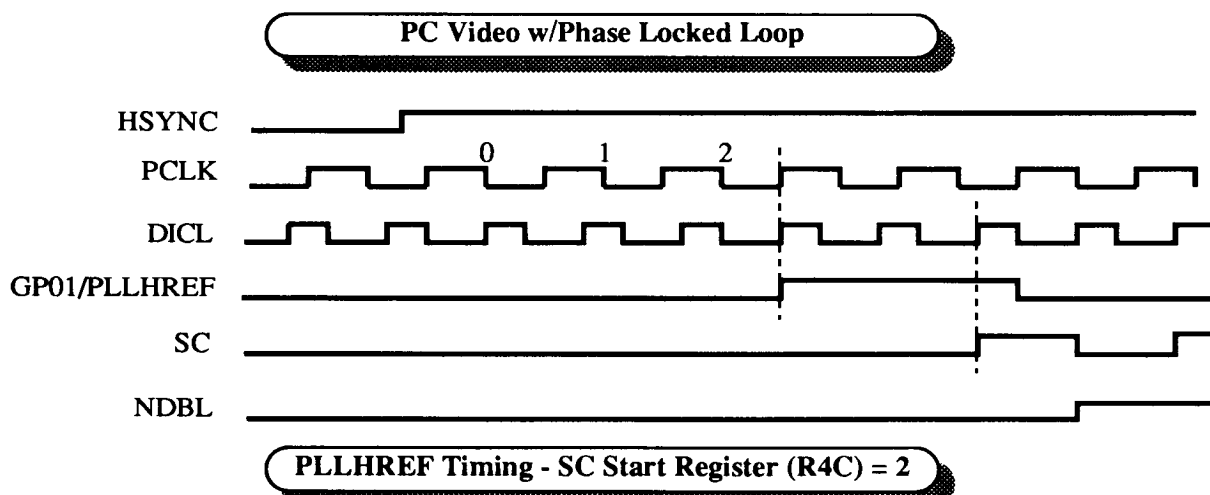 PC Video w/Phase Locked Loop
HSYNC
0 1 2
PCLK
DICL
GP01/PLLHREF
SC
NDBL
PLLHREF Timing - SC Start Register (R4C) = 2